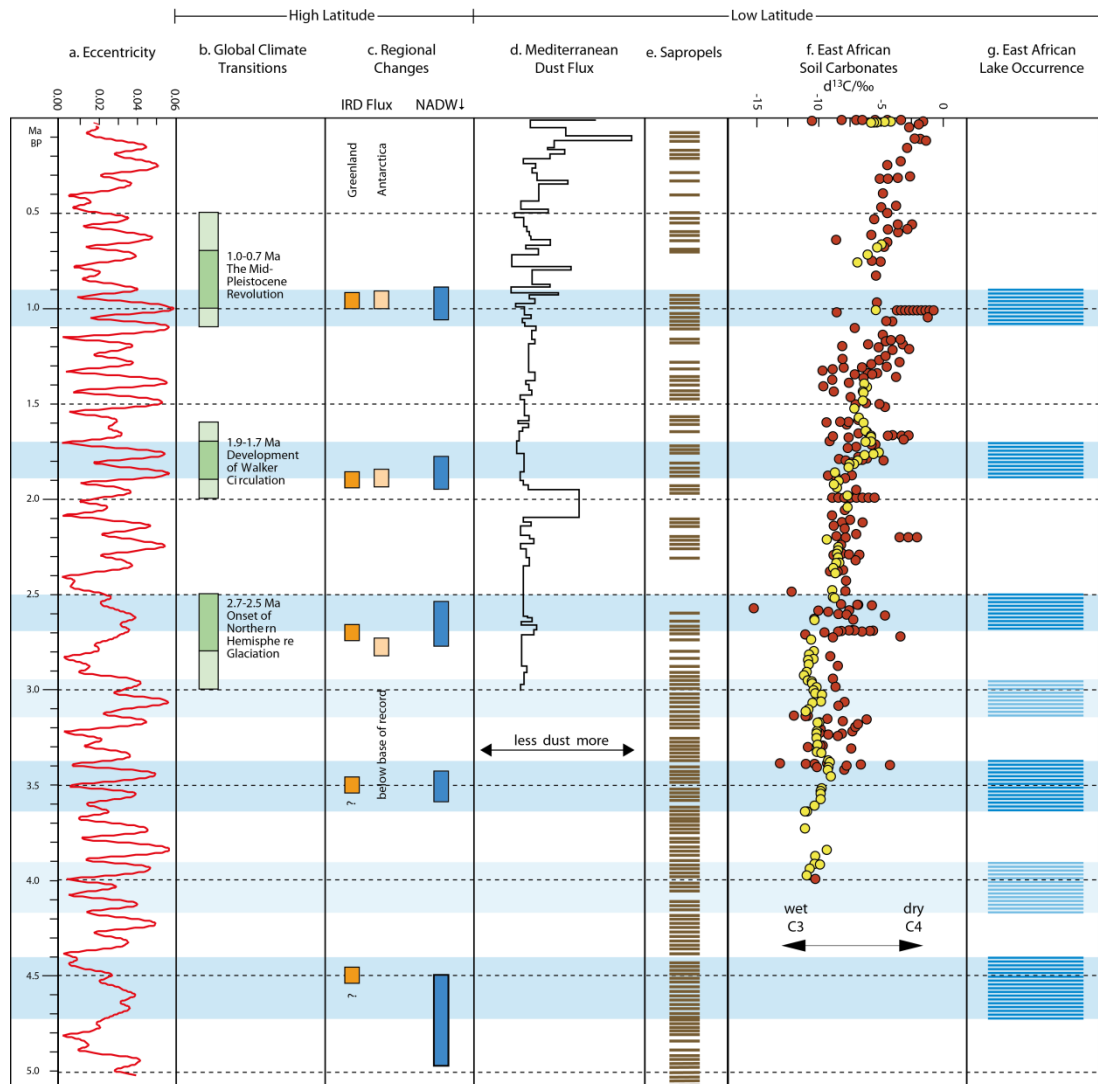 High Latitude
Low Latitude
a. Eccentricity
b. Global Climate
Transitions
c. Regional
Changes
d. Mediterranean
Dust Flux
e. Sapropels
f. East African
Soil Carbonates
g. East African
Lake Occurrence
d13C/‰
IRD Flux
NADW↓
0.00
0.02
0.06
-15
-10
-5
0
Ma
BP
Greenland
Antarctica
0.5
1.0-0.7 Ma
The Mid-
Pleistocene
Revolution
1.0
1.5
1.9-1.7 Ma
Development
of Walker
Circulation
2.0
2.5
2.7-2.5 Ma
Onset of
Northern
Hemisphe re
Glaciation
3.0
below base of record
less dust more
3.5
?
4.0
wet
C3
dry
C4
4.5
?
5.0